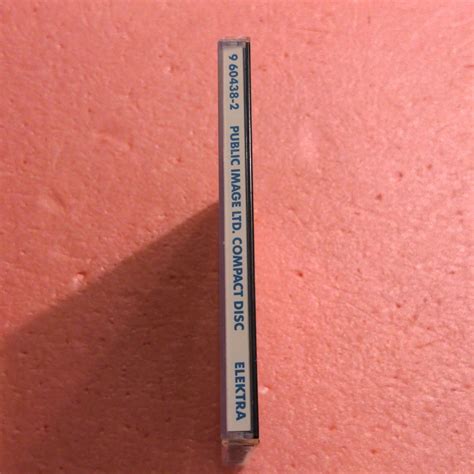 9 60438-2 PUBLIC IMAGE LTD. COMPACT DISC ELEKTRA